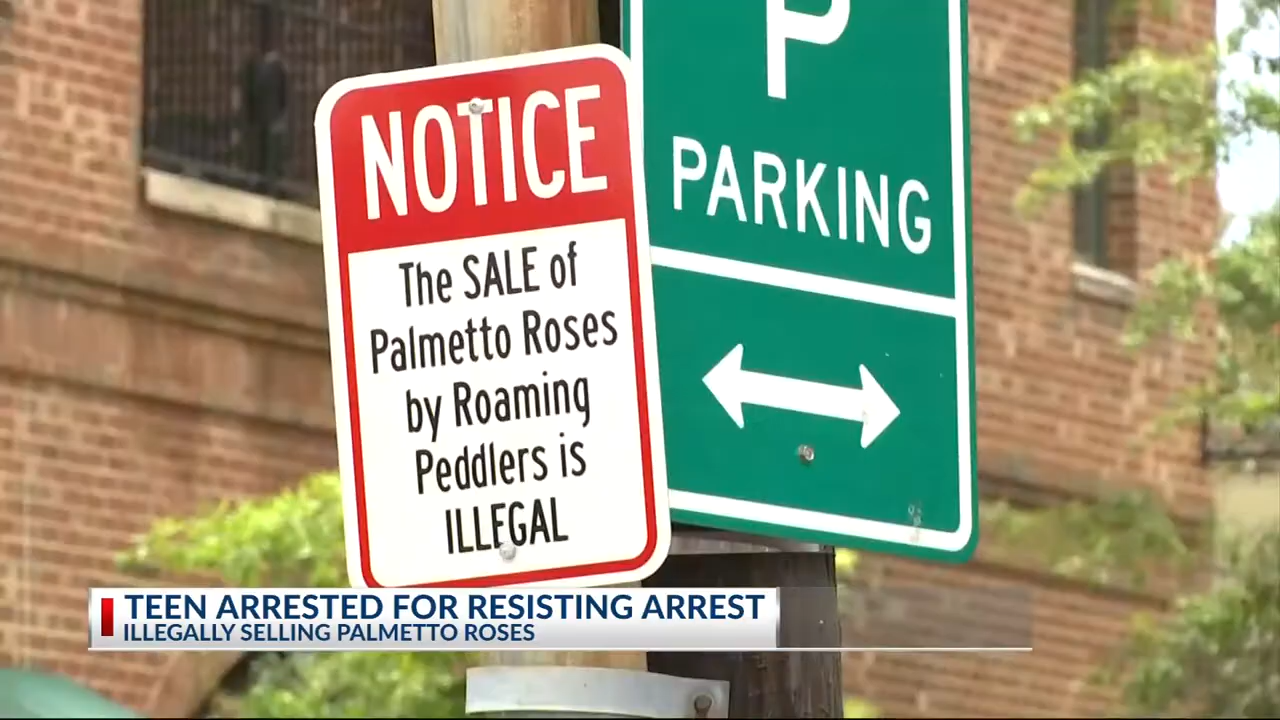 NOTICE
The SALE of
Palmetto Roses
by Roaming
Peddlers is
ILLEGAL
P
PARKING
TEEN ARRESTED FOR RESISTING ARREST
ILLEGALLY SELLING PALMETTO ROSES